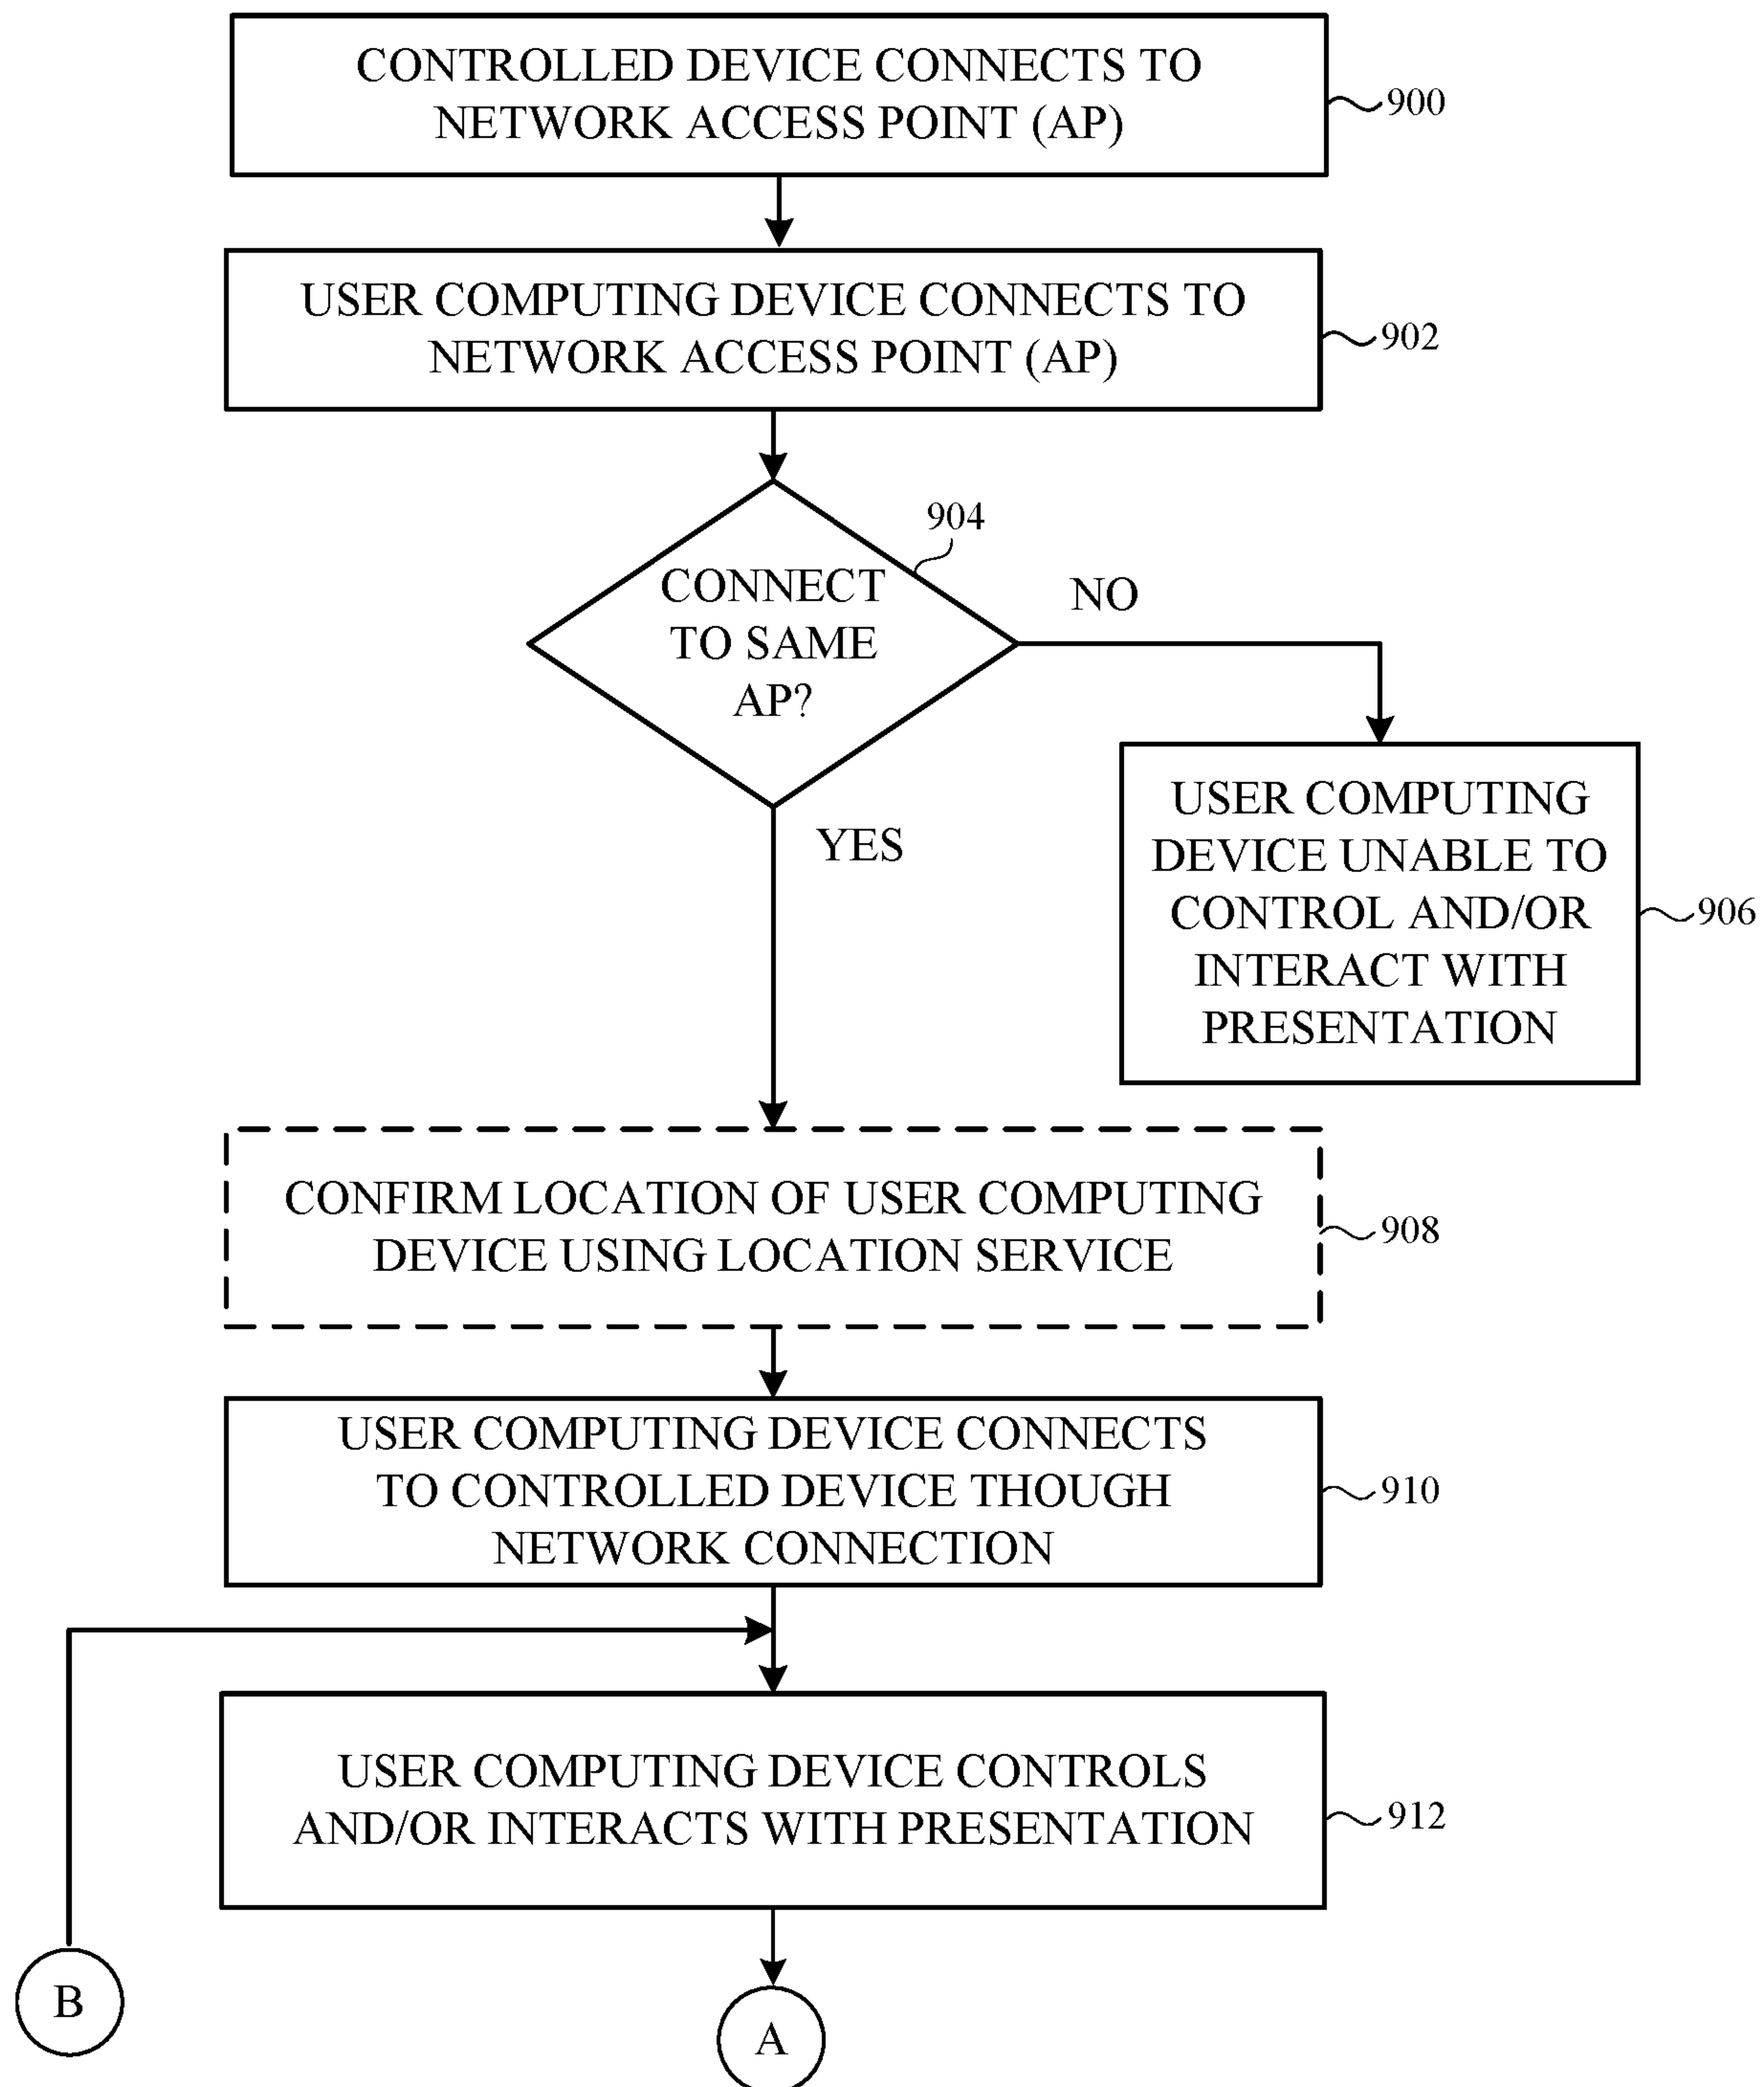 CONTROLLED DEVICE CONNECTS TO
NETWORK ACCESS POINT (AP)
900
USER COMPUTING DEVICE CONNECTS TO
NETWORK ACCESS POINT (AP)
902
904
CONNECT
TO SAME
AP?
NO
YES
USER COMPUTING
DEVICE UNABLE TO
CONTROL AND/OR
INTERACT WITH
PRESENTATION
906
CONFIRM LOCATION OF USER COMPUTING
DEVICE USING LOCATION SERVICE
908
USER COMPUTING DEVICE CONNECTS
TO CONTROLLED DEVICE THOUGH
NETWORK CONNECTION
910
USER COMPUTING DEVICE CONTROLS
AND/OR INTERACTS WITH PRESENTATION
912
B
A